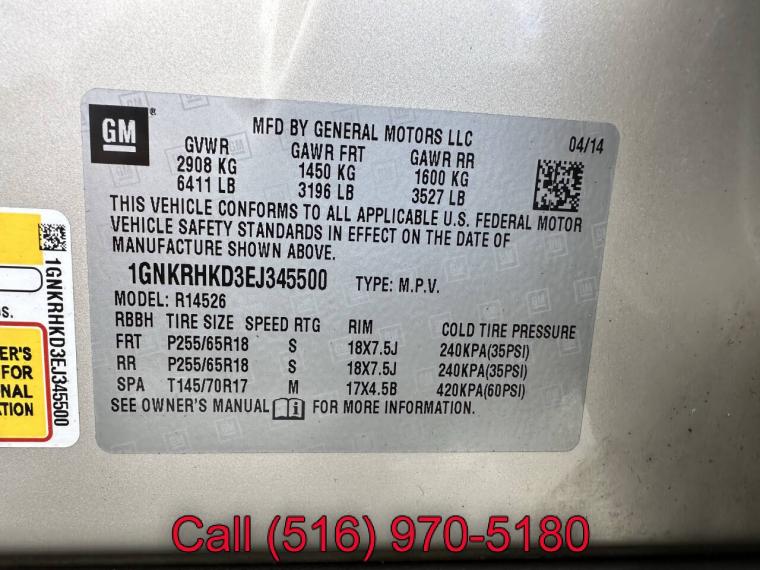 GM
®
MFD BY GENERAL MOTORS LLC
04/14
GVWR GAWR FRT GAWR RR
2908 KG 1450 KG 1600 KG
6411 LB 3196 LB 3527 LB
THIS VEHICLE CONFORMS TO ALL APPLICABLE U.S. FEDERAL MOTOR
VEHICLE SAFETY STANDARDS IN EFFECT ON THE DATE OF
MANUFACTURE SHOWN ABOVE.
1GNKRHKD3EJ345500 TYPE: M.P.V.
MODEL: R14526
RBBH TIRE SIZE SPEED RTG RIM COLD TIRE PRESSURE
FRT P255/65R18 S 18X7.5J 240KPA(35PSI)
RR P255/65R18 S 18X7.5J 240KPA(35PSI)
SPA T145/70R17 M 17X4.5B 420KPA(60PSI)
SEE OWNER'S MANUAL i FOR MORE INFORMATION.
1GNKRHKD3EJ345500
S.
ER'S
FOR
NAL
TION
Call (516) 970-5180